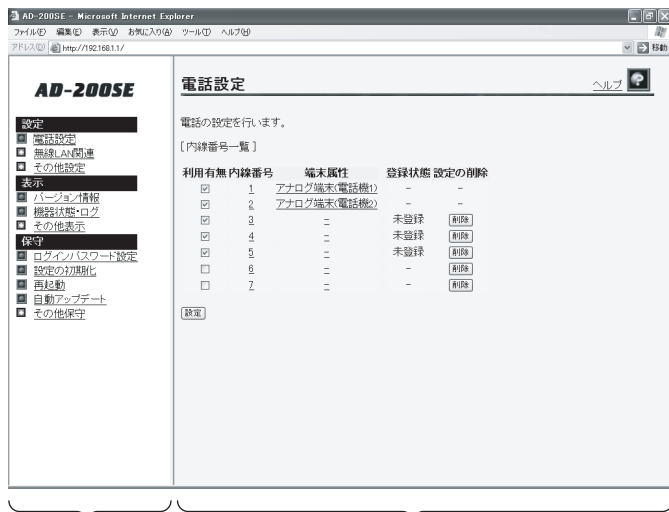 AD-200SE - Microsoft Internet Explorer
ファイル(F) 編集(E) 表示(V) お気に入り(A) ツール(T) ヘルプ(H)
アドレス(D) http://192.168.1.1/ 移動
AD-200SE
設定
電話設定
無線LAN関連
その他設定
表示
バージョン情報
機器状態・ログ
その他表示
保守
ログインパスワード設定
設定の初期化
再起動
自動アップデート
その他保守
電話設定
ヘルプ ?
電話の設定を行います。
[ 内線番号一覧 ]
利用有無 内線番号 端末属性 登録状態 設定の削除
1 アナログ端末(電話機1) - -
2 アナログ端末(電話機2) - -
3 - 未登録 削除
4 - 未登録 削除
5 - 未登録 削除
6 - - 削除
7 - - 削除
設定